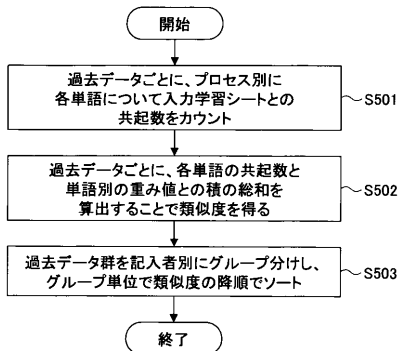 開始
過去データごとに、プロセス別に
各単語について入力学習シートとの
共起数をカウント
S501
過去データごとに、各単語の共起数と
単語別の重み値との積の総和を
算出することで類似度を得る
S502
過去データ群を記入者別にグループ分けし、
グループ単位で類似度の降順でソート
S503
終了